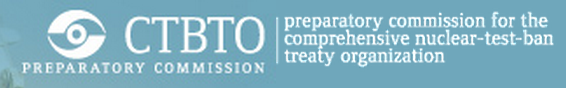 CTBTO
PREPARATORY COMMISSION
preparatory commission for the
comprehensive nuclear-test-ban
treaty organization